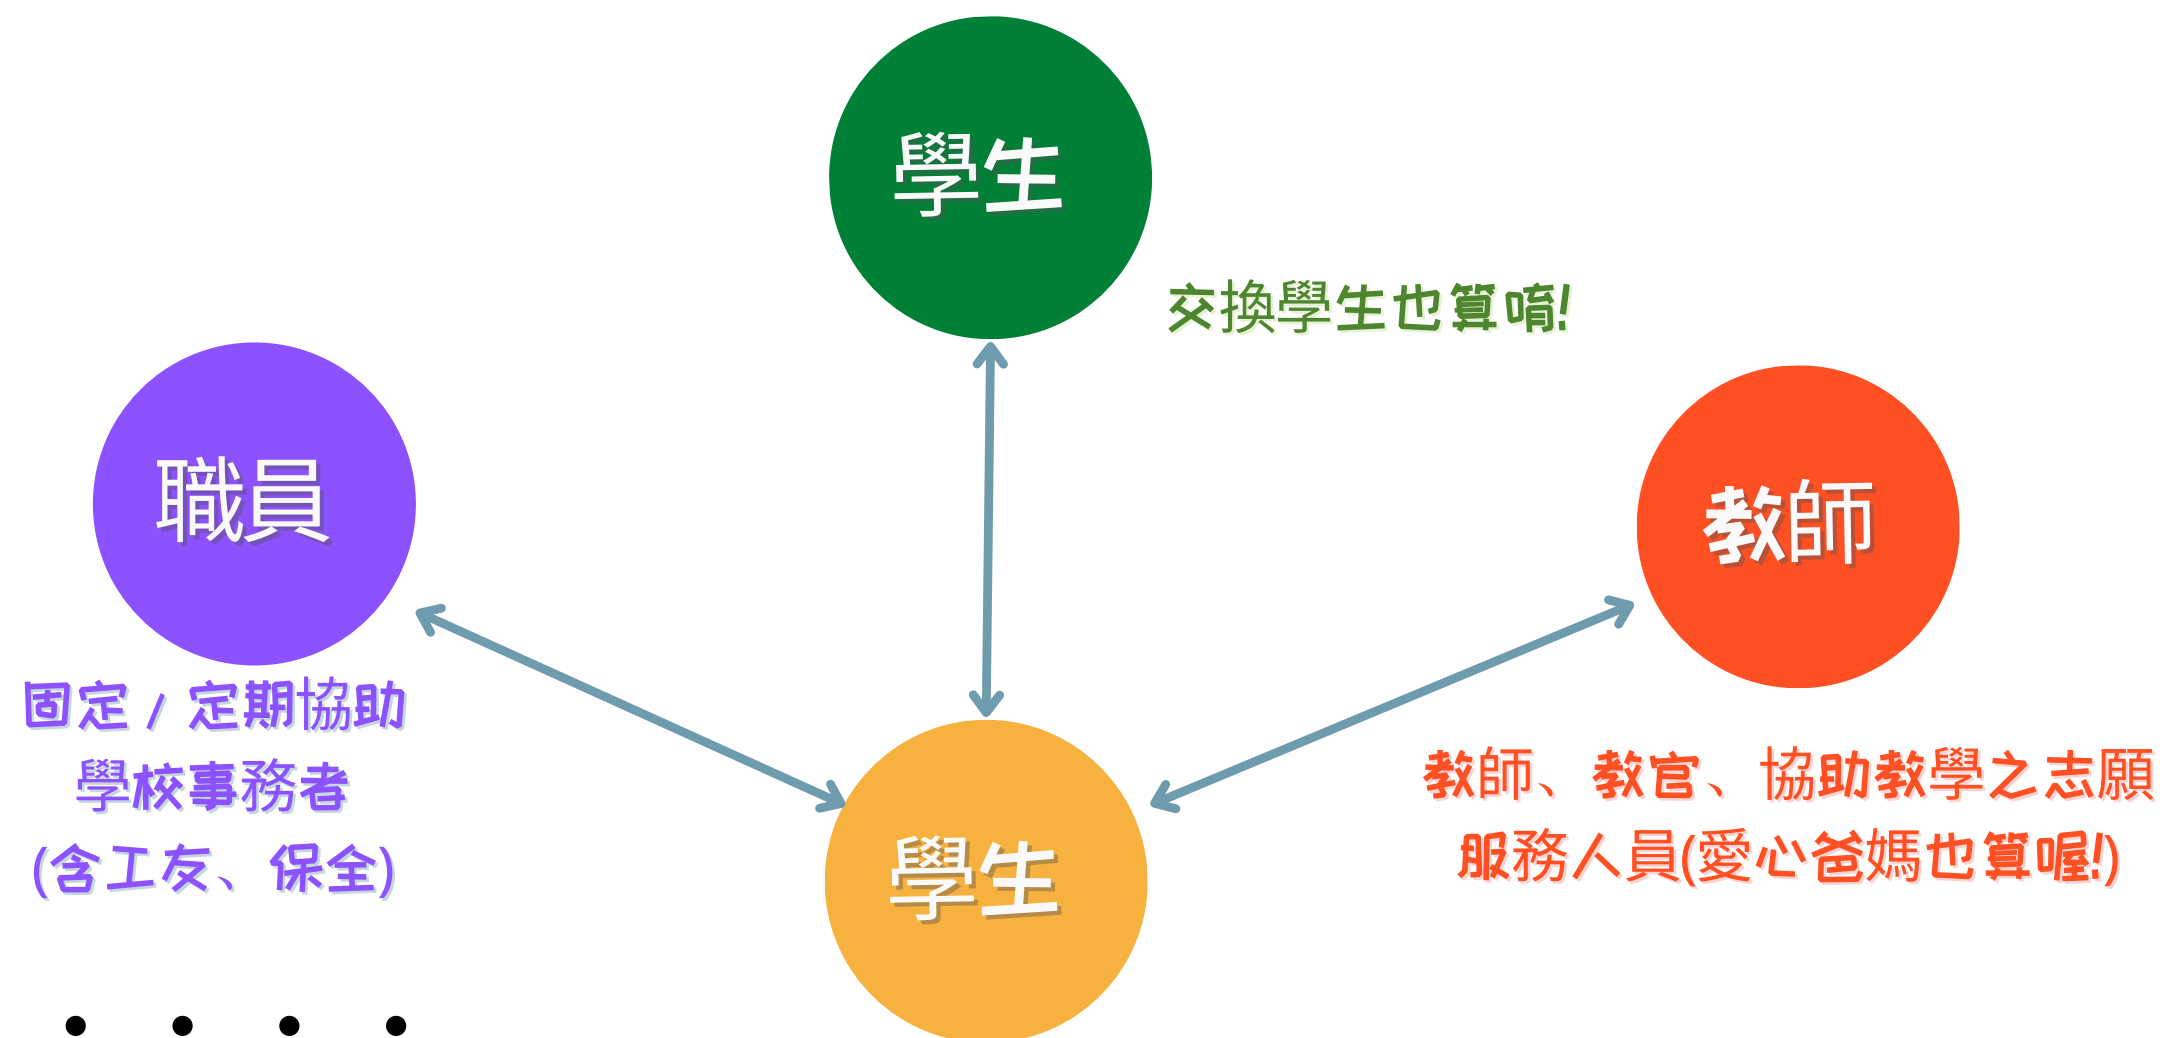 學生
交換學生也算唷!
職員
教師
固定 / 定期協助
學校事務者
(含工友、保全)
教師、教官、協助教學之志願
服務人員(愛心爸媽也算喔!)
學生